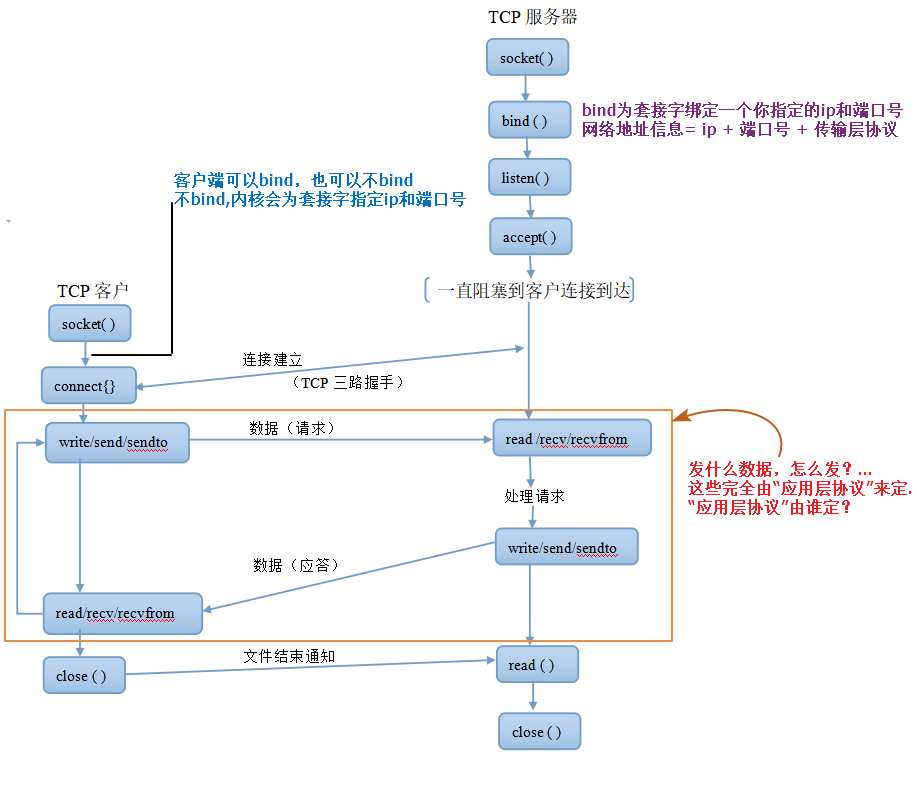 TCP 服务器
socket( )
bind ( )
bind为套接字绑定一个你指定的ip和端口号
网络地址信息= ip + 端口号 + 传输层协议
listen( )
客户端可以bind，也可以不bind
不bind,内核会为套接字指定ip和端口号
accept( )
一直阻塞到客户连接到达
TCP 客户
socket( )
连接建立
（TCP 三路握手）
connect{}
数据（请求）
write/send/sendto
read /recv/recvfrom
发什么数据，怎么发？...
这些完全由“应用层协议”来定.
“应用层协议”由谁定？
处理请求
write/send/sendto
数据（应答）
read/recv/recvfrom
文件结束通知
close ( )
read ( )
close ( )